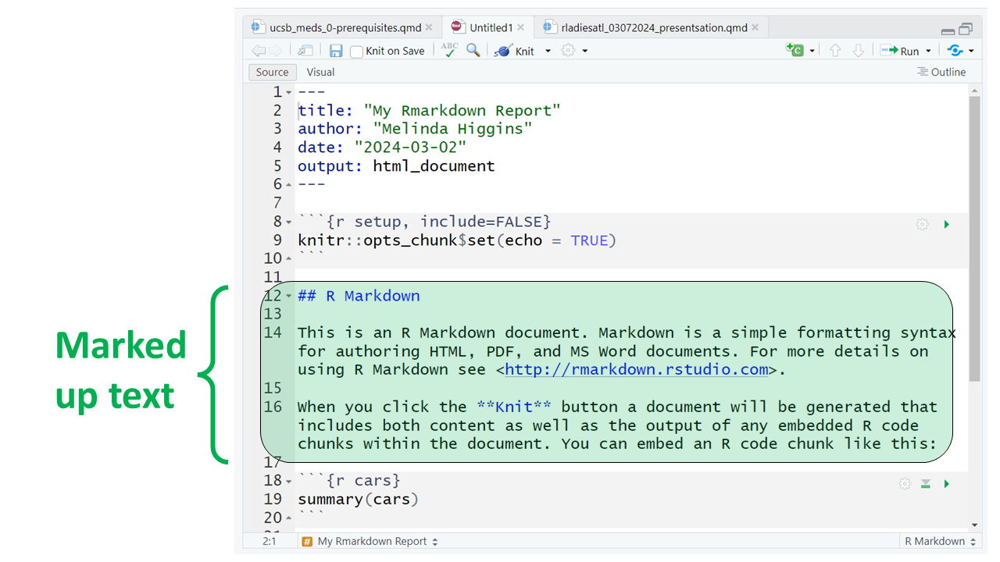 ucsb_meds_0-prerequisites.qmd Untitled1 rladiesatl_03072024_presentsation.qmd
Knit on Save ABC Knit C Run
Source Visual Outline
1 ---
2 title: "My Rmarkdown Report"
3 author: "Melinda Higgins"
4 date: "2024-03-02"
5 output: html_document
6 ---
7
8 ```{r setup, include=FALSE}
9 knitr::opts_chunk$set(echo = TRUE)
10 ```
11
12 ## R Markdown
13
14 This is an R Markdown document. Markdown is a simple formatting syntax
for authoring HTML, PDF, and MS Word documents. For more details on
using R Markdown see <http://rmarkdown.rstudio.com>.
15
16 When you click the **Knit** button a document will be generated that
includes both content as well as the output of any embedded R code
chunks within the document. You can embed an R code chunk like this:
17
18 ```{r cars}
19 summary(cars)
20 ```
2:1 # My Rmarkdown Report R Markdown
Marked
up text